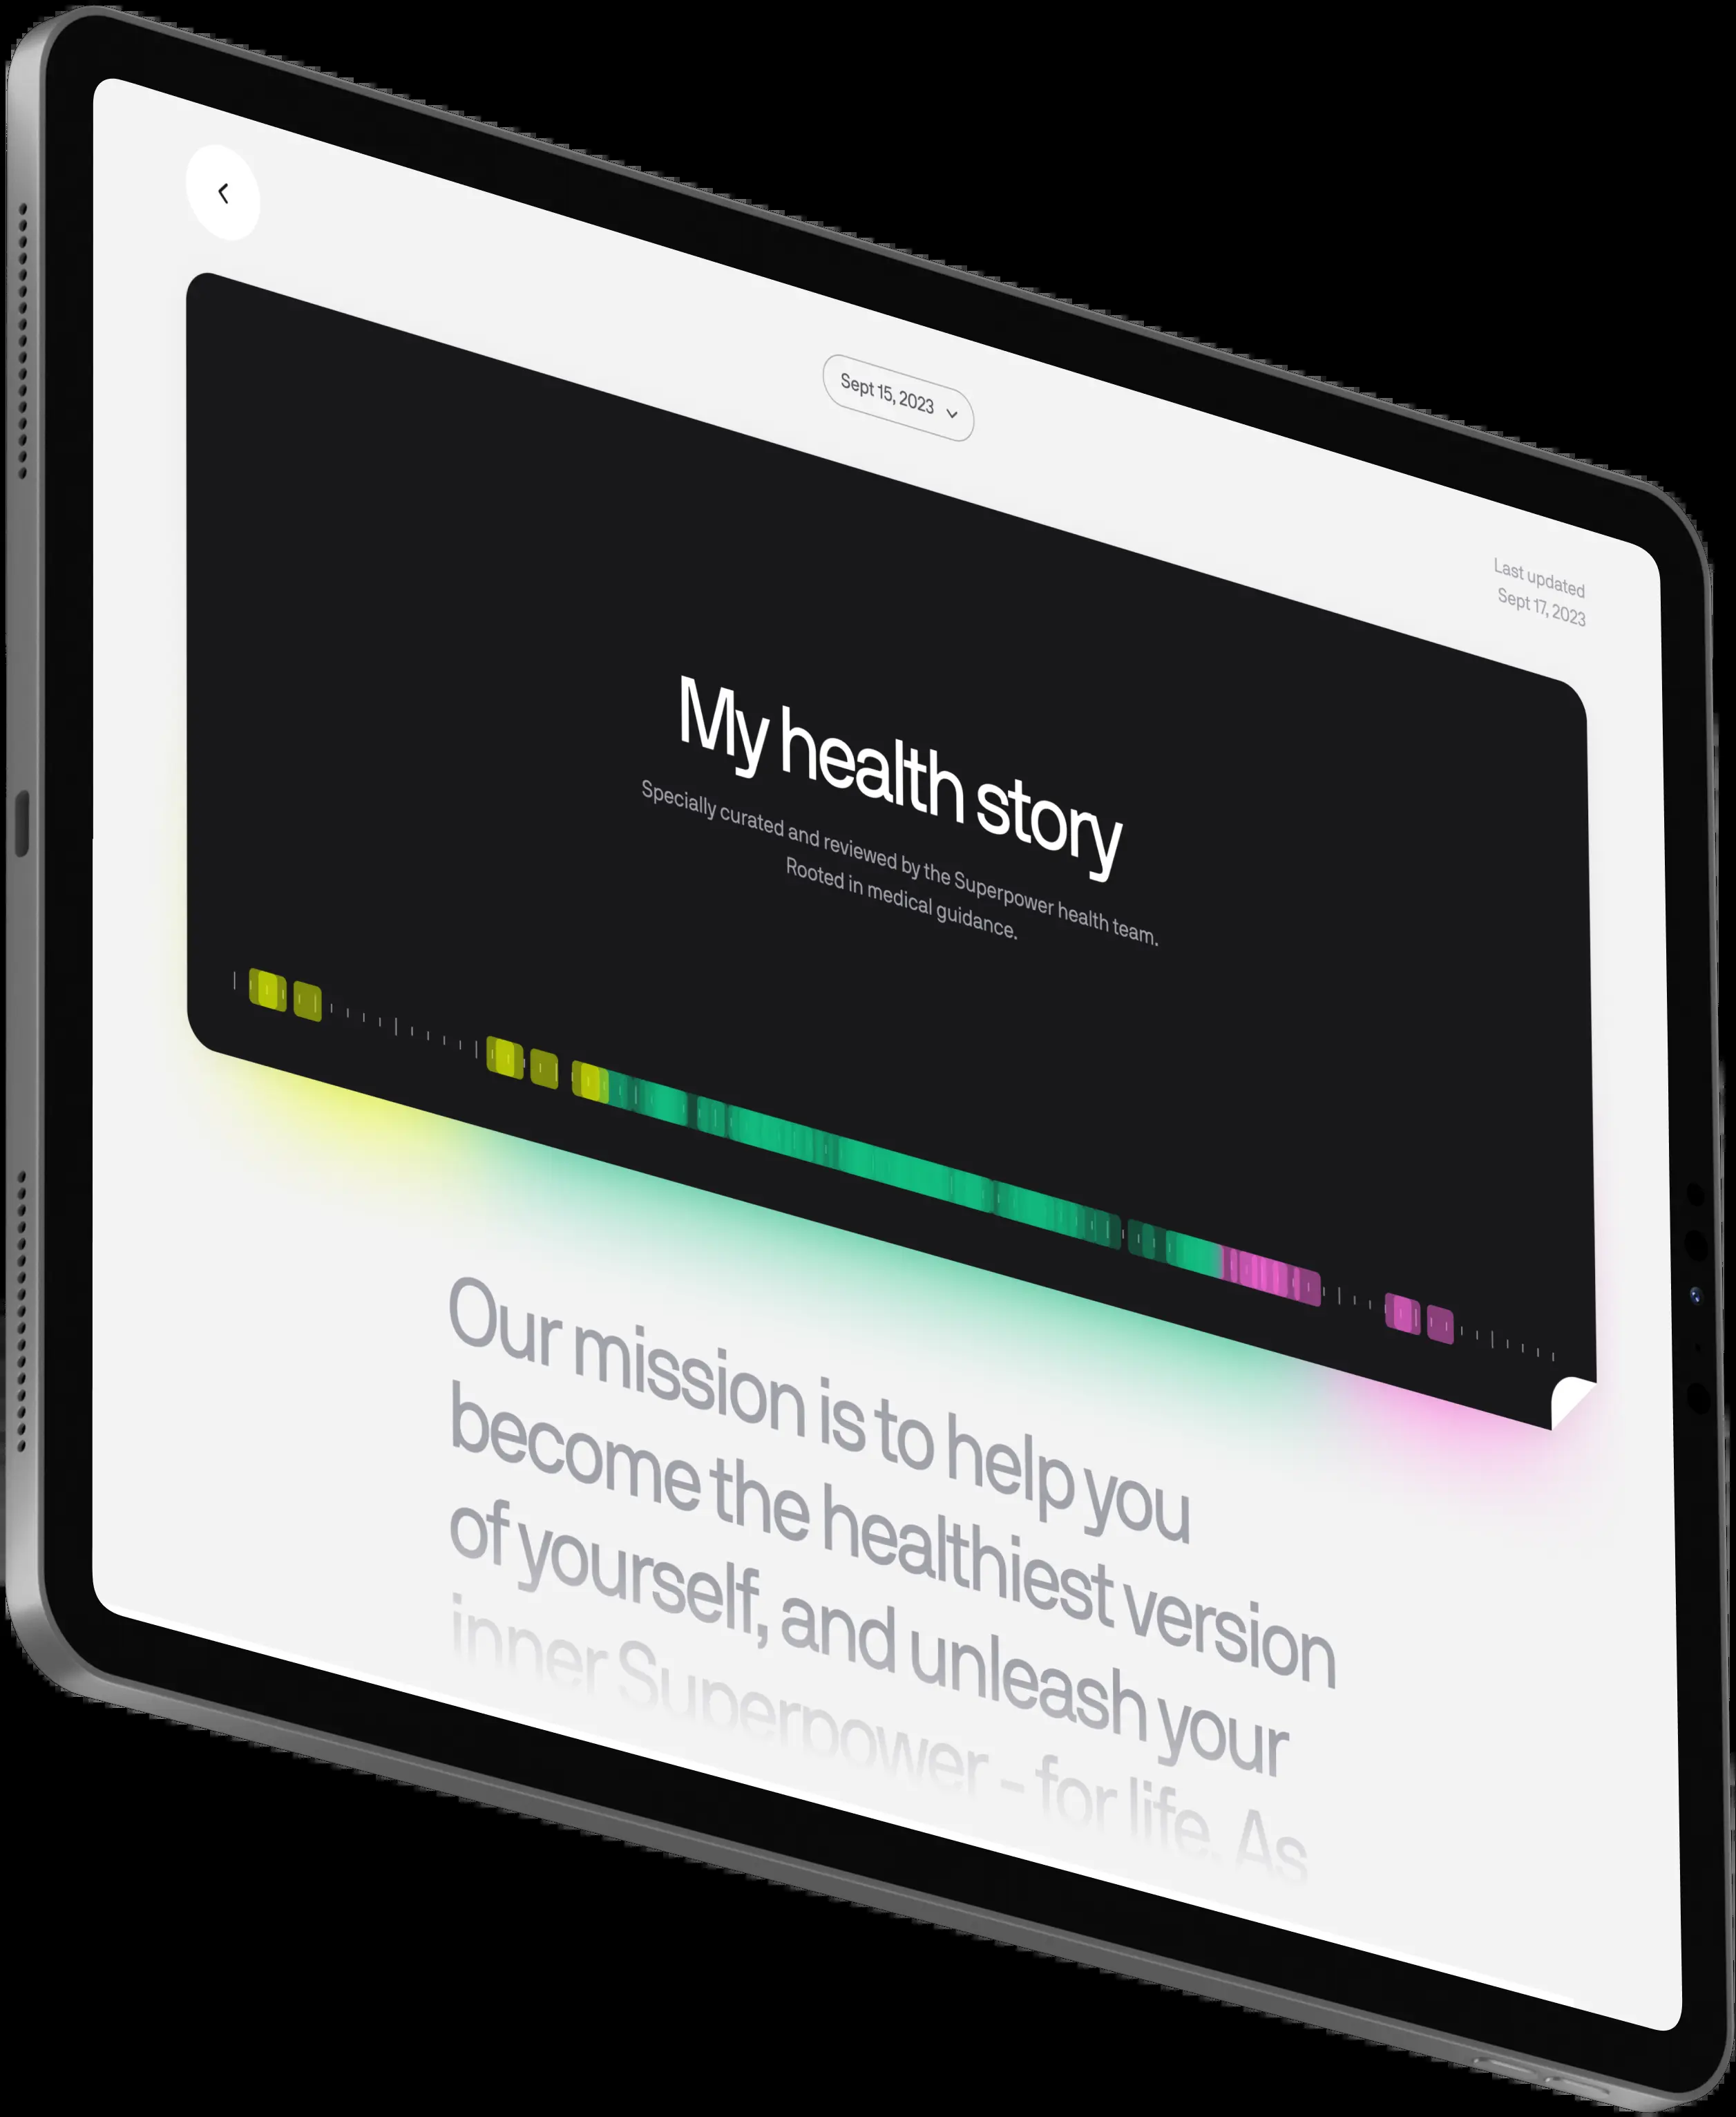 Sept 15, 2023
Last updated
Sept 17, 2023
My health story
Specially curated and reviewed by the Superpower health team.
Rooted in medical guidance.
Our mission is to help you
become the healthiest version
of yourself, and unleash your
inner Superpower - for life. As